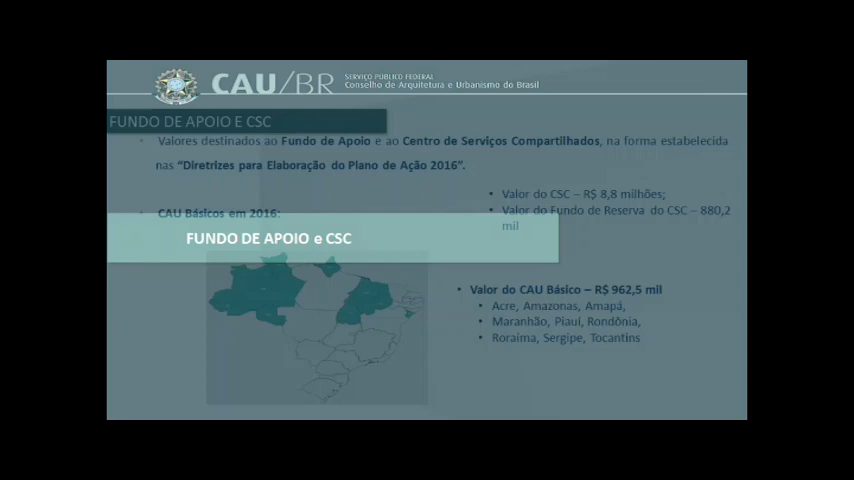 CAU/BR
SERVIÇO PÚBLICO FEDERAL
Conselho de Arquitetura e Urbanismo do Brasil
FUNDO DE APOIO E CSC
• Valores destinados ao Fundo de Apoio e ao Centro de Serviços Compartilhados, na forma estabelecida
nas “Diretrizes para Elaboração do Plano de Ação 2016”.
• Valor do CSC – R$ 8,8 milhões;
• Valor do Fundo de Reserva do CSC – 880,2
mil
• CAU Básicos em 2016:
FUNDO DE APOIO e CSC
• Valor do CAU Básico – R$ 962,5 mil
• Acre, Amazonas, Amapá,
• Maranhão, Piauí, Rondônia,
• Roraima, Sergipe, Tocantins